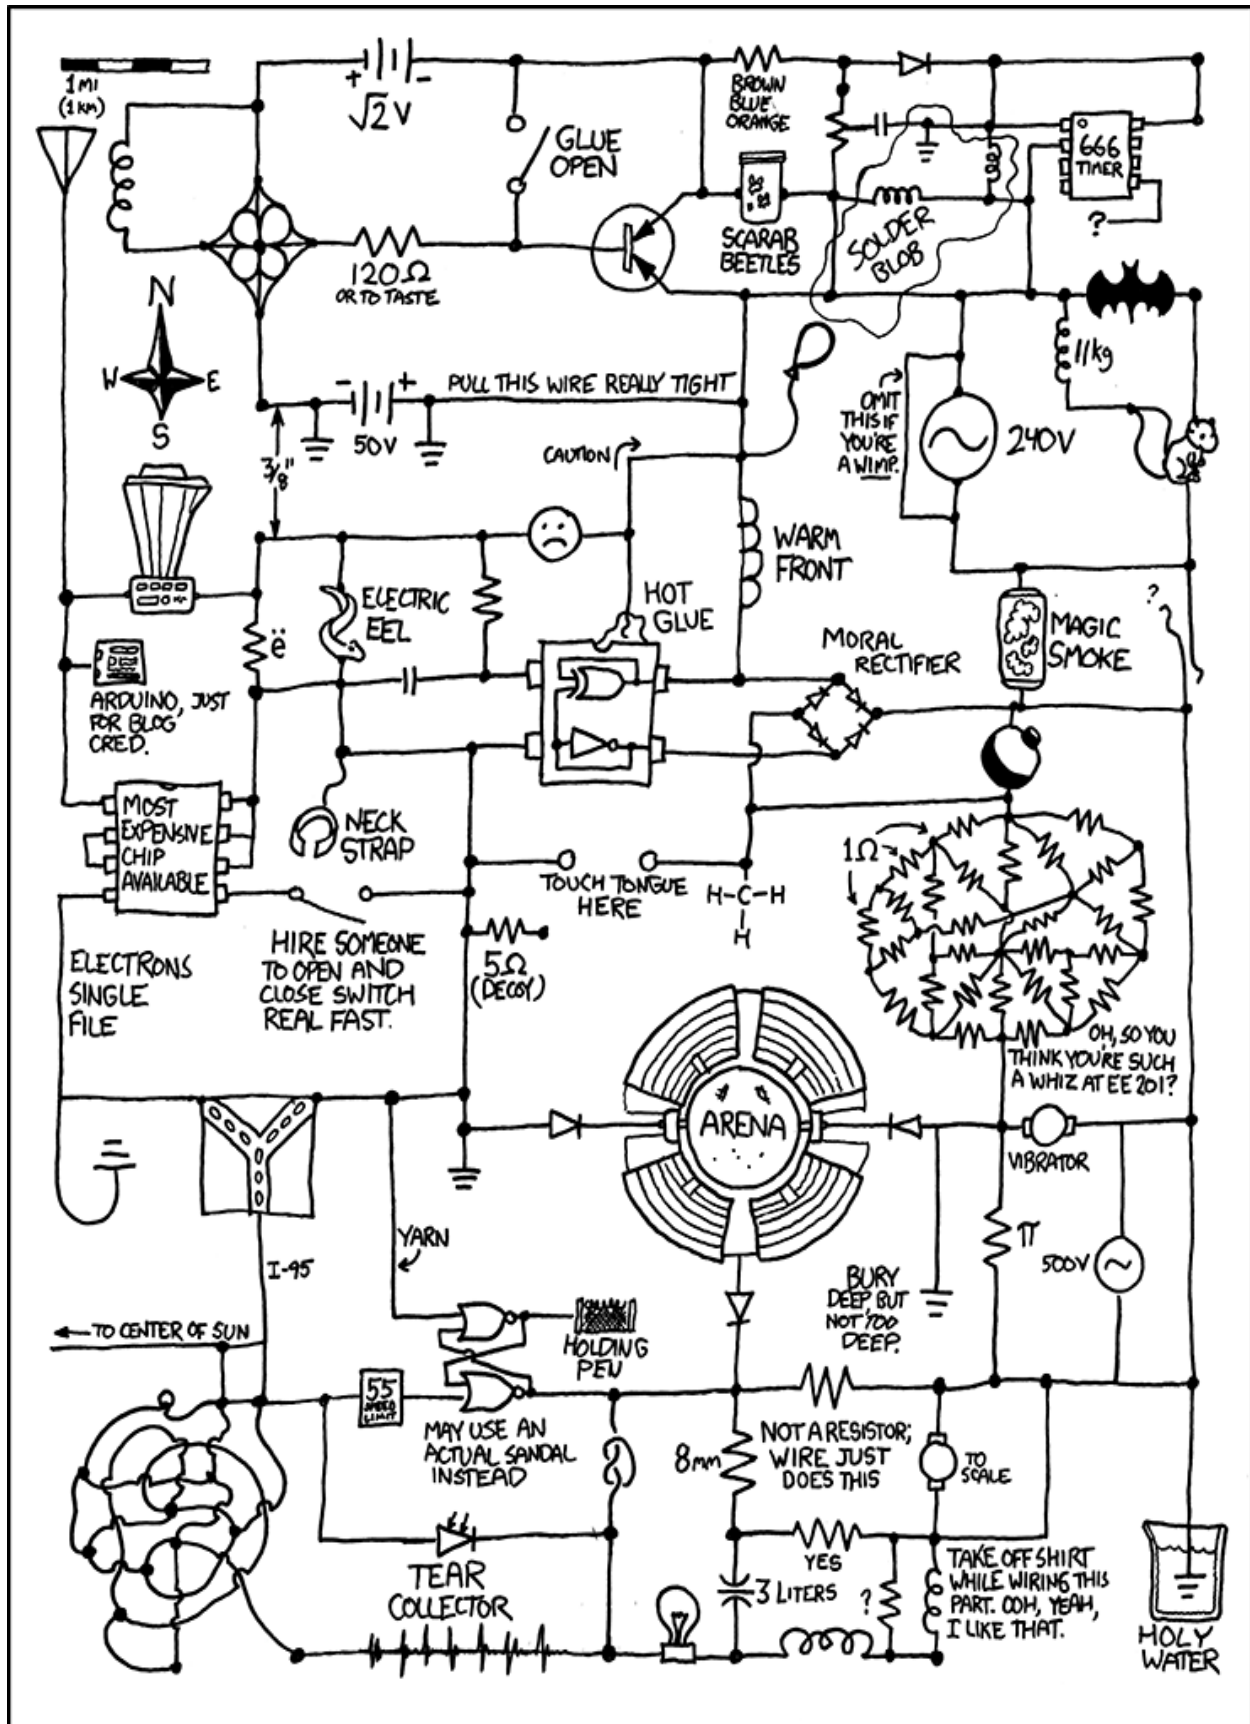 1 MI
(1 KM)
+
-
√2 V
GLUE
OPEN
BROWN
BLUE
ORANGE
666
TIMER
?
SCARAB
BEETLES
SOLDER
BLOB
120Ω
OR TO TASTE
N
W
E
S
-
+
50V
PULL THIS WIRE REALLY TIGHT
3/8"
CAUTION
OMIT
THIS IF
YOU'RE
A WIMP.
240V
11kg
ë
ELECTRIC
EEL
HOT
GLUE
WARM
FRONT
MORAL
RECTIFIER
MAGIC
SMOKE
?
ARDUINO, JUST
FOR BLOG
CRED.
MOST
EXPENSIVE
CHIP
AVAILABLE
NECK
STRAP
TOUCH TONGUE
HERE
H-C-H
H
1Ω
ELECTRONS
SINGLE
FILE
HIRE SOMEONE
TO OPEN AND
CLOSE SWITCH
REAL FAST.
5Ω
(DECOY)
OH, SO YOU
THINK YOU'RE SUCH
A WHIZ AT EE 201?
ARENA
VIBRATOR
YARN
I-95
π
500V
BURY
DEEP, BUT
NOT TOO
DEEP.
TO CENTER OF SUN
HOLDING
PEN
55
SPEED
LIMIT
MAY USE AN
ACTUAL SANDAL
INSTEAD
8mm
NOT A RESISTOR;
WIRE JUST
DOES THIS
TO
SCALE
YES
TEAR
COLLECTOR
3 LITERS
?
TAKE OFF SHIRT
WHILE WIRING THIS
PART. OOH, YEAH,
I LIKE THAT.
HOLY
WATER